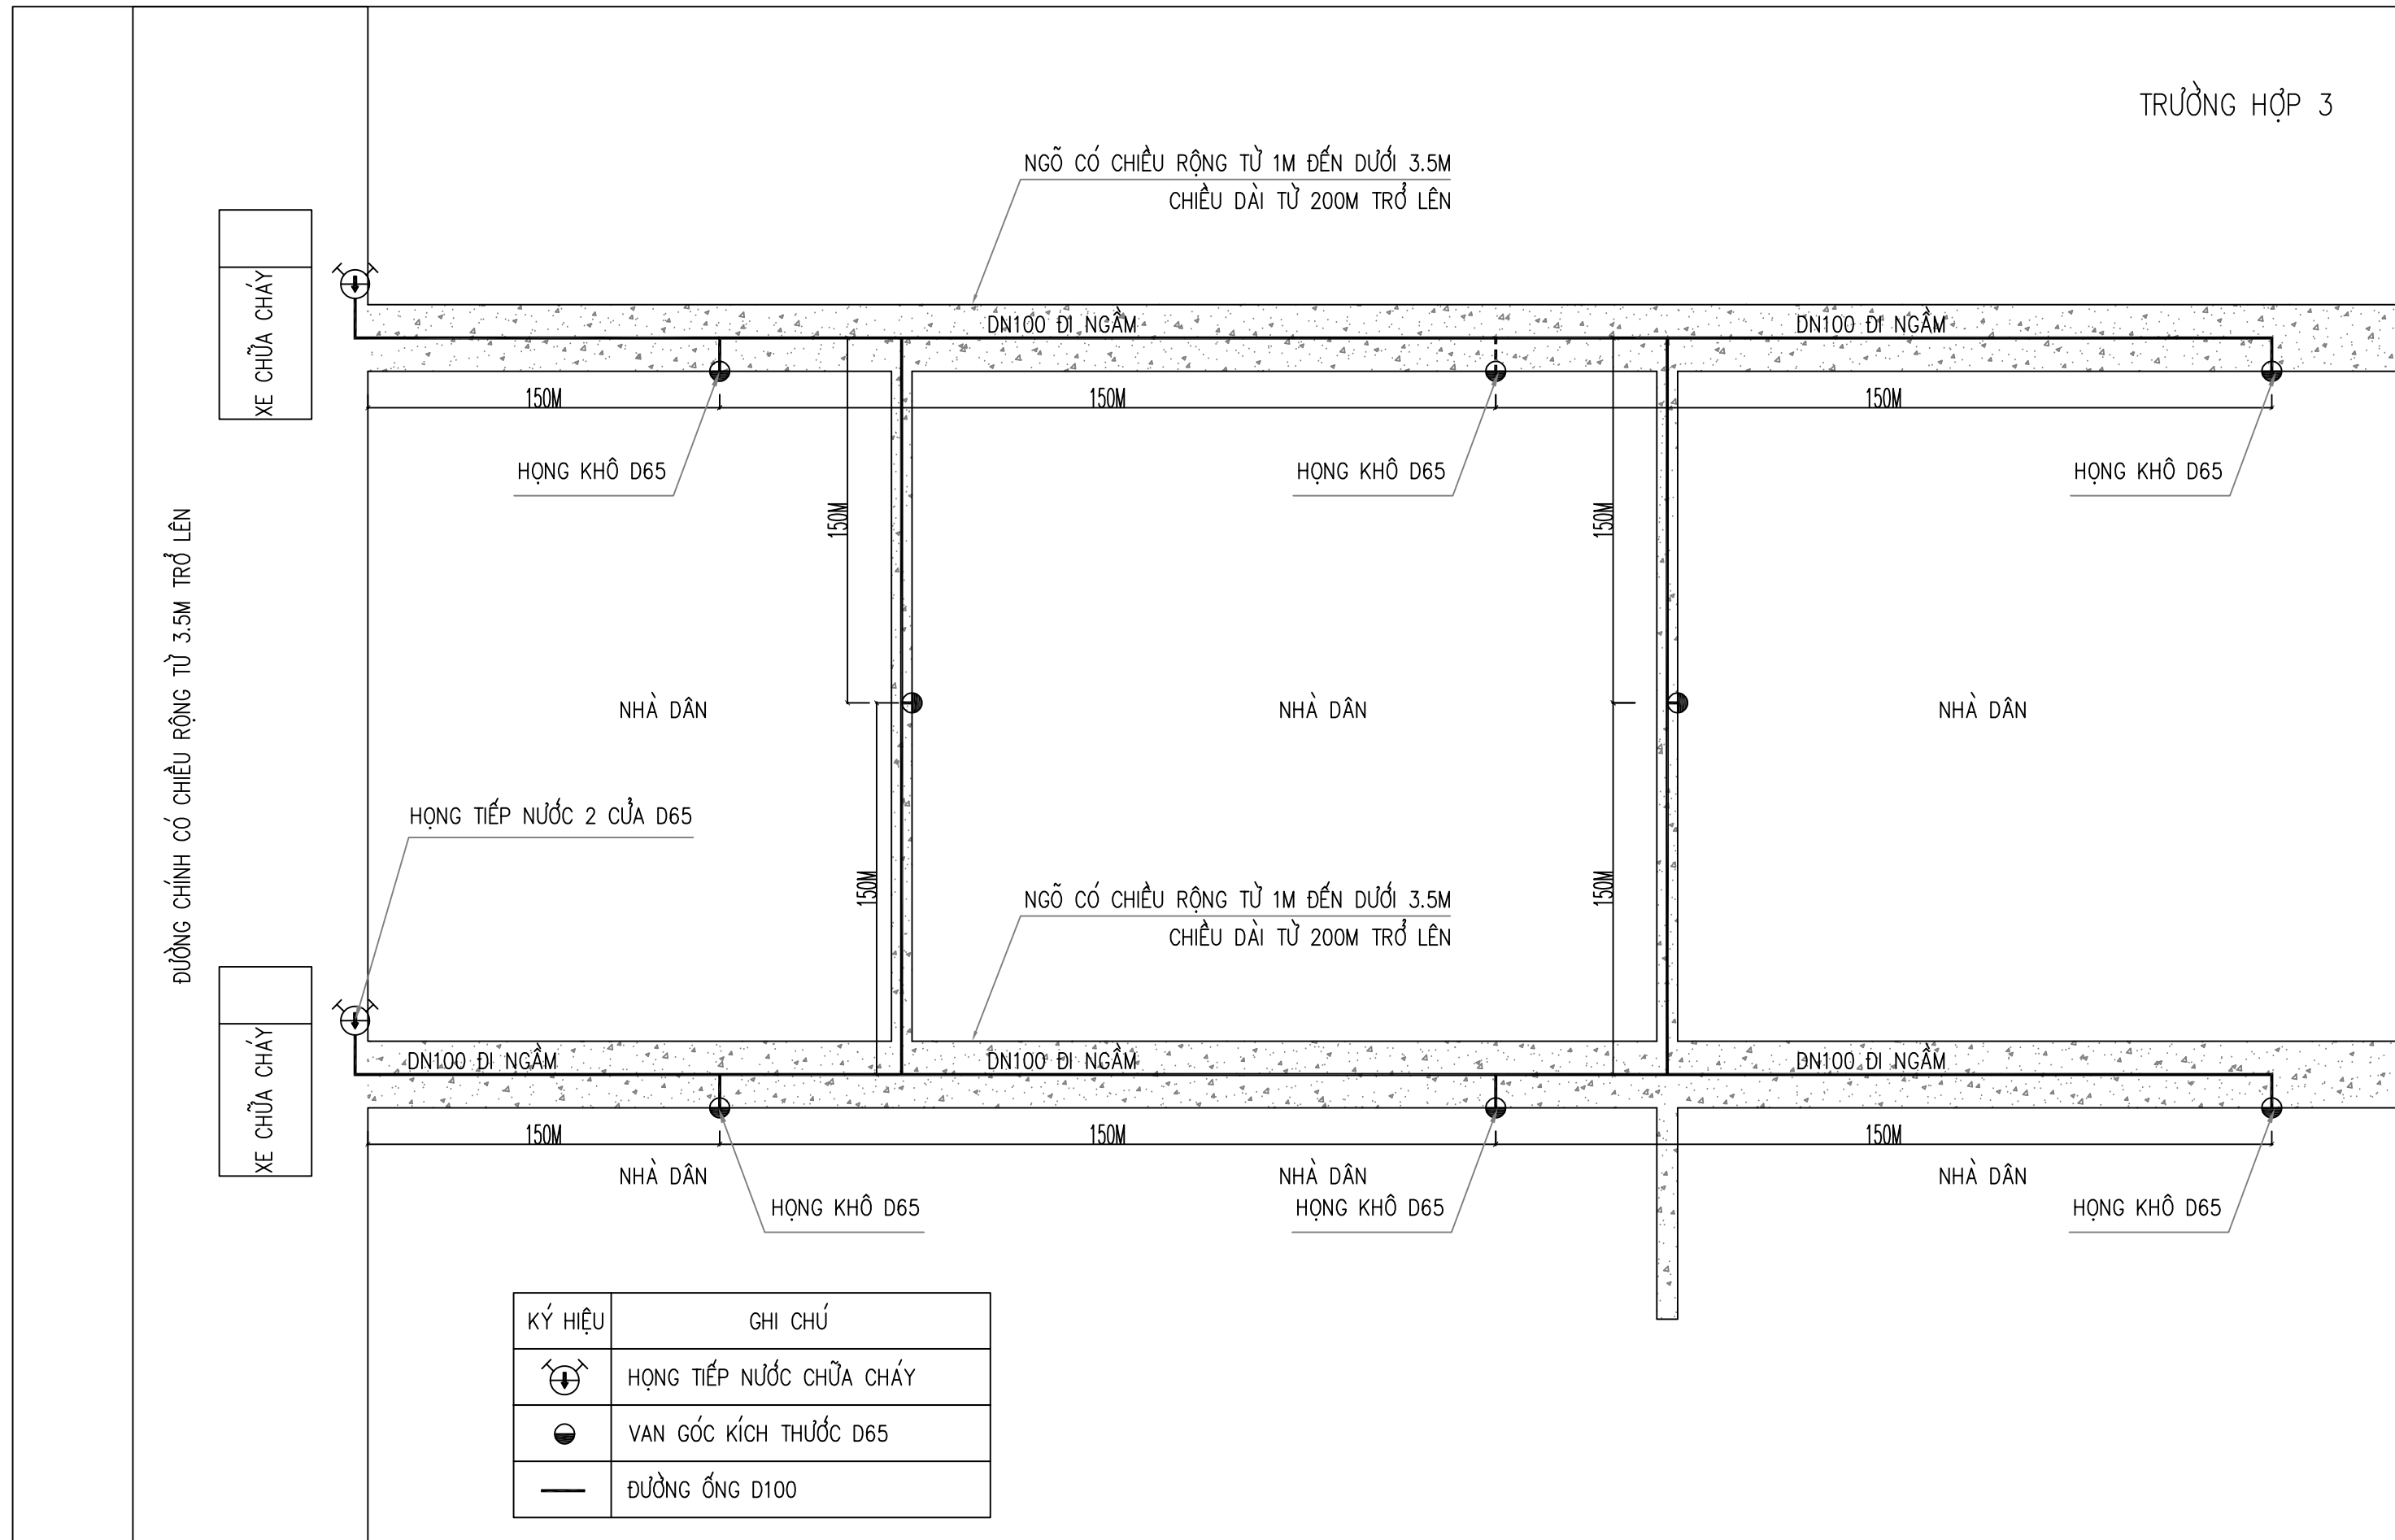 TRƯỜNG HỢP 3
NGÕ CÓ CHIỀU RỘNG TỪ 1M ĐẾN DƯỚI 3.5M
CHIỀU DÀI TỪ 200M TRỞ LÊN
XE CHỮA CHÁY
DN100 ĐI NGẦM
DN100 ĐI NGẦM
150M
150M
150M
HỌNG KHÔ D65
HỌNG KHÔ D65
HỌNG KHÔ D65
150M
150M
ĐƯỜNG CHÍNH CÓ CHIỀU RỘNG TỪ 3.5M TRỞ LÊN
NHÀ DÂN
NHÀ DÂN
NHÀ DÂN
HỌNG TIẾP NƯỚC 2 CỬA D65
150M
150M
NGÕ CÓ CHIỀU RỘNG TỪ 1M ĐẾN DƯỚI 3.5M
CHIỀU DÀI TỪ 200M TRỞ LÊN
XE CHỮA CHÁY
DN100 ĐI NGẦM
DN100 ĐI NGẦM
DN100 ĐI NGẦM
150M
150M
150M
NHÀ DÂN
NHÀ DÂN
NHÀ DÂN
HỌNG KHÔ D65
HỌNG KHÔ D65
HỌNG KHÔ D65
KÝ HIỆU
GHI CHÚ
HỌNG TIẾP NƯỚC CHỮA CHÁY
VAN GÓC KÍCH THƯỚC D65
ĐƯỜNG ỐNG D100